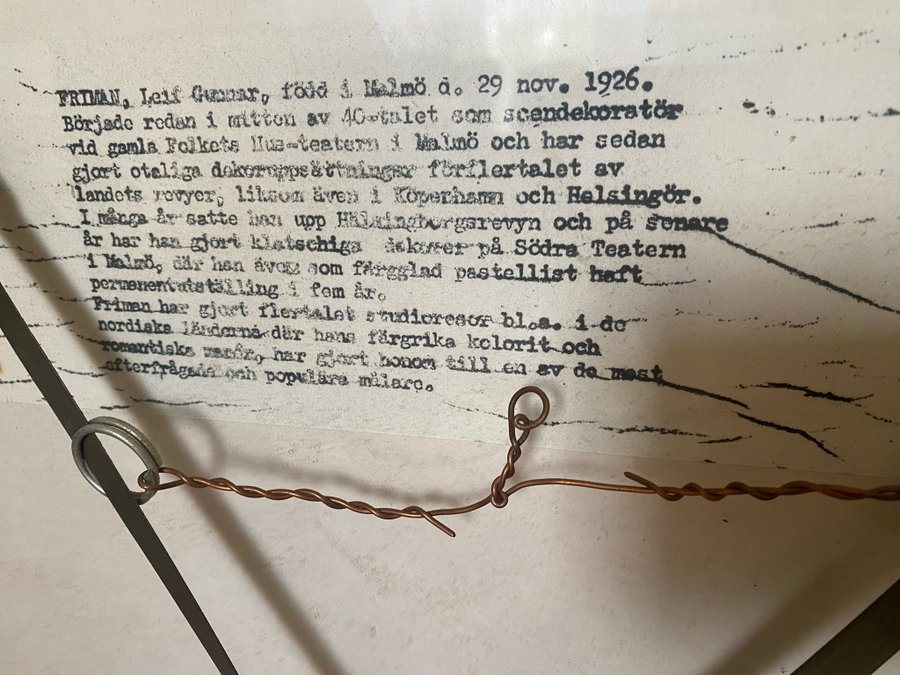 FRIMAN, Leif Gunnar, född i Malmö d. 29 nov. 1926.
Började redan i mitten av 40-talet som scendekoratör
vid gamla Folkets Hus-teatern i Malmö och har sedan
gjort otaliga dekoruppsättningar förflertalet av
landets revyer, liksom även i Köpenhamn och Helsingör.
I många år satte han upp Hälsingborgsrevyn och på senare
år har han gjort klatschiga dekorer på Södra Teatern
i Malmö, där han även som färgglad pastellist haft
permanentutställing i fem år.
Friman har gjort flertalet studieresor bl.a. i de
nordiska länderna där hans färgrika kolorit och
romantiska manér, har gjort honom till en av de mest
efterfrågade och populära målare.